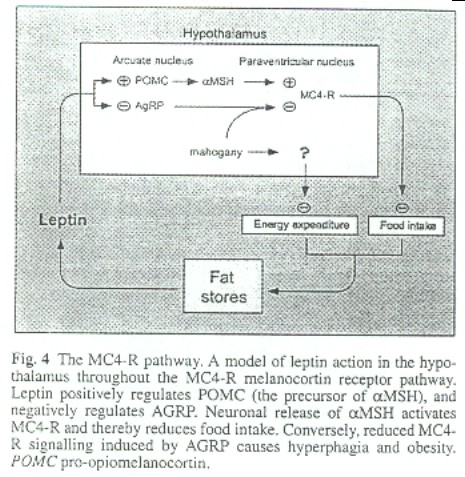 Hypothalamus
Arcuate nucleus Paraventricular nucleus
⊕ POMC → αMSH → ⊕
MC4-R
⊖ AgRP → ⊖
mahogany → ?
⊖ ⊖
Leptin
Energy expenditure Food intake
Fat
stores
Fig. 4 The MC4-R pathway. A model of leptin action in the hypo-
thalamus throughout the MC4-R melanocortin receptor pathway.
Leptin positively regulates POMC (the precursor of αMSH), and
negatively regulates AGRP. Neuronal release of αMSH activates
MC4-R and thereby reduces food intake. Conversely, reduced MC4-
R signalling induced by AGRP causes hyperphagia and obesity.
POMC pro-opiomelanocortin.